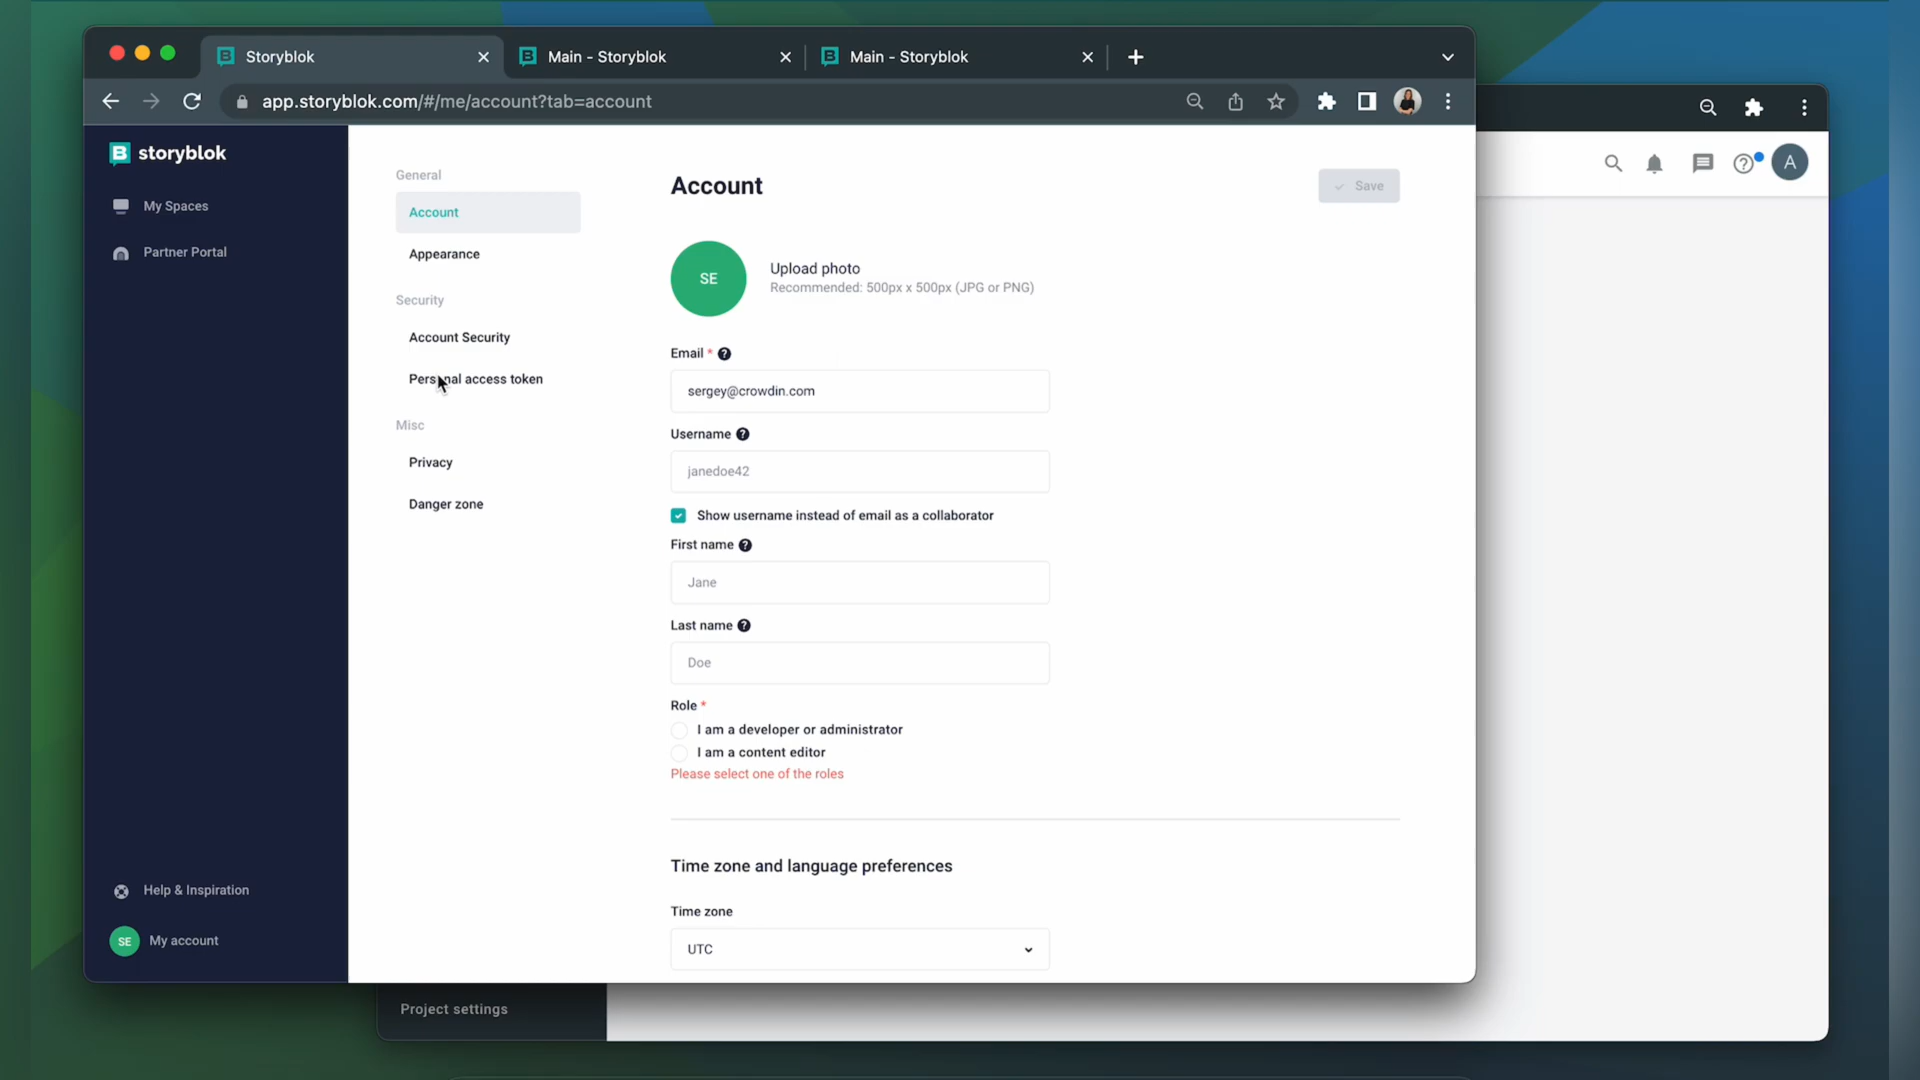 Storyblok
Main - Storyblok
Main - Storyblok
app.storyblok.com/#/me/account?tab=account
storyblok
My Spaces
Partner Portal
Help & Inspiration
SE My account
General
Account
Appearance
Security
Account Security
Personal access token
Misc
Privacy
Danger zone
Account
Save
SE
Upload photo
Recommended: 500px x 500px (JPG or PNG)
Email *
sergey@crowdin.com
Username
janedoe42
Show username instead of email as a collaborator
First name
Jane
Last name
Doe
Role *
I am a developer or administrator
I am a content editor
Please select one of the roles
Time zone and language preferences
Time zone
UTC
A
Project settings